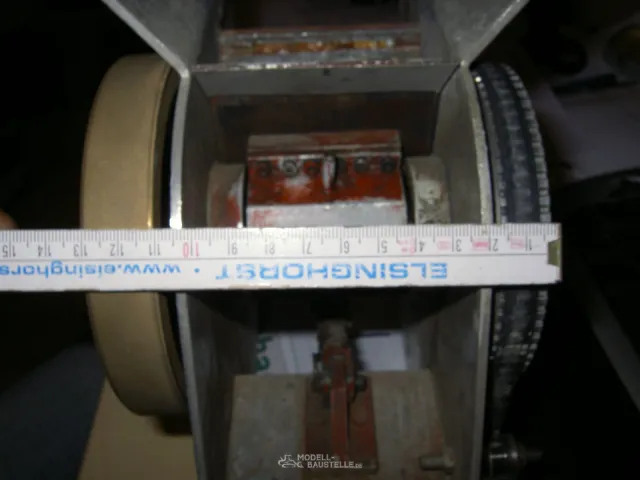 15 14 13 12 11 10 9 8 7 6 5 4 3 2 1
www.elsinghorst · ELSINGHORST
MODELL-
BAUSTELLE.DE